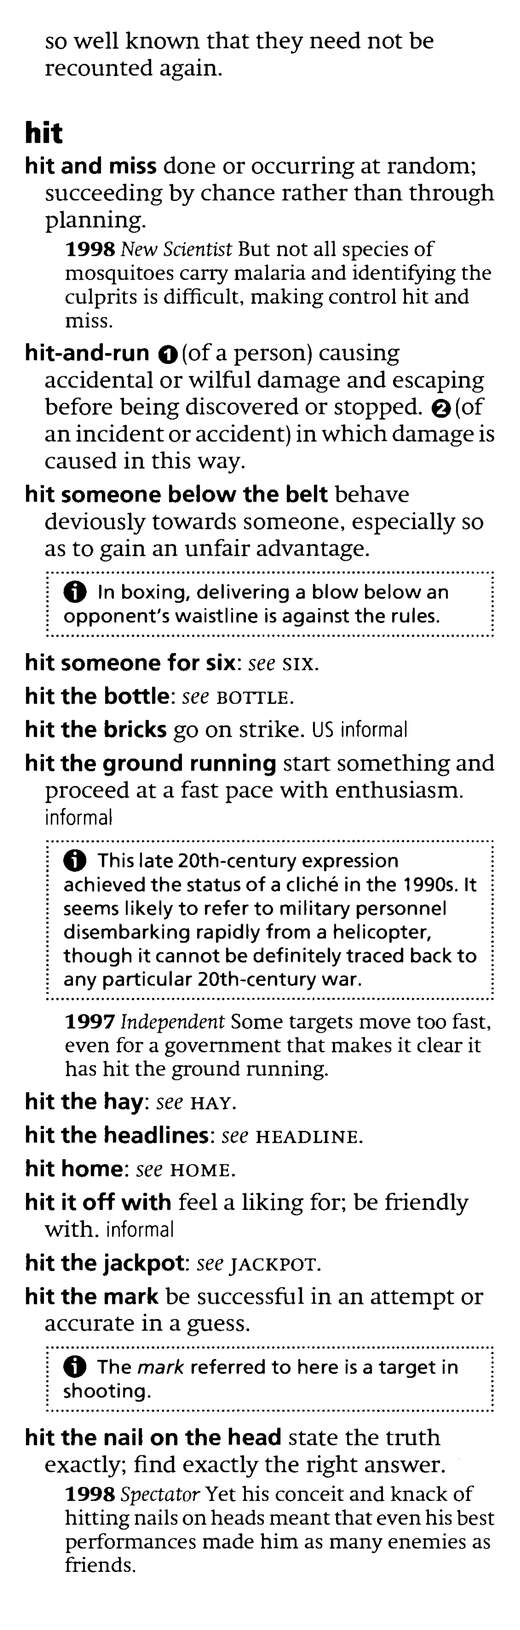 so well known that they need not be
recounted again.
hit
hit and miss done or occurring at random;
succeeding by chance rather than through
planning.
1998 New Scientist But not all species of
mosquitoes carry malaria and identifying the
culprits is difficult, making control hit and
miss.
hit-and-run ❶ (of a person) causing
accidental or wilful damage and escaping
before being discovered or stopped. ❷ (of
an incident or accident) in which damage is
caused in this way.
hit someone below the belt behave
deviously towards someone, especially so
as to gain an unfair advantage.
ℹ In boxing, delivering a blow below an
opponent's waistline is against the rules.
hit someone for six: see SIX.
hit the bottle: see BOTTLE.
hit the bricks go on strike. US informal
hit the ground running start something and
proceed at a fast pace with enthusiasm.
informal
ℹ This late 20th-century expression
achieved the status of a cliché in the 1990s. It
seems likely to refer to military personnel
disembarking rapidly from a helicopter,
though it cannot be definitely traced back to
any particular 20th-century war.
1997 Independent Some targets move too fast,
even for a government that makes it clear it
has hit the ground running.
hit the hay: see HAY.
hit the headlines: see HEADLINE.
hit home: see HOME.
hit it off with feel a liking for; be friendly
with. informal
hit the jackpot: see JACKPOT.
hit the mark be successful in an attempt or
accurate in a guess.
ℹ The mark referred to here is a target in
shooting.
hit the nail on the head state the truth
exactly; find exactly the right answer.
1998 Spectator Yet his conceit and knack of
hitting nails on heads meant that even his best
performances made him as many enemies as
friends.